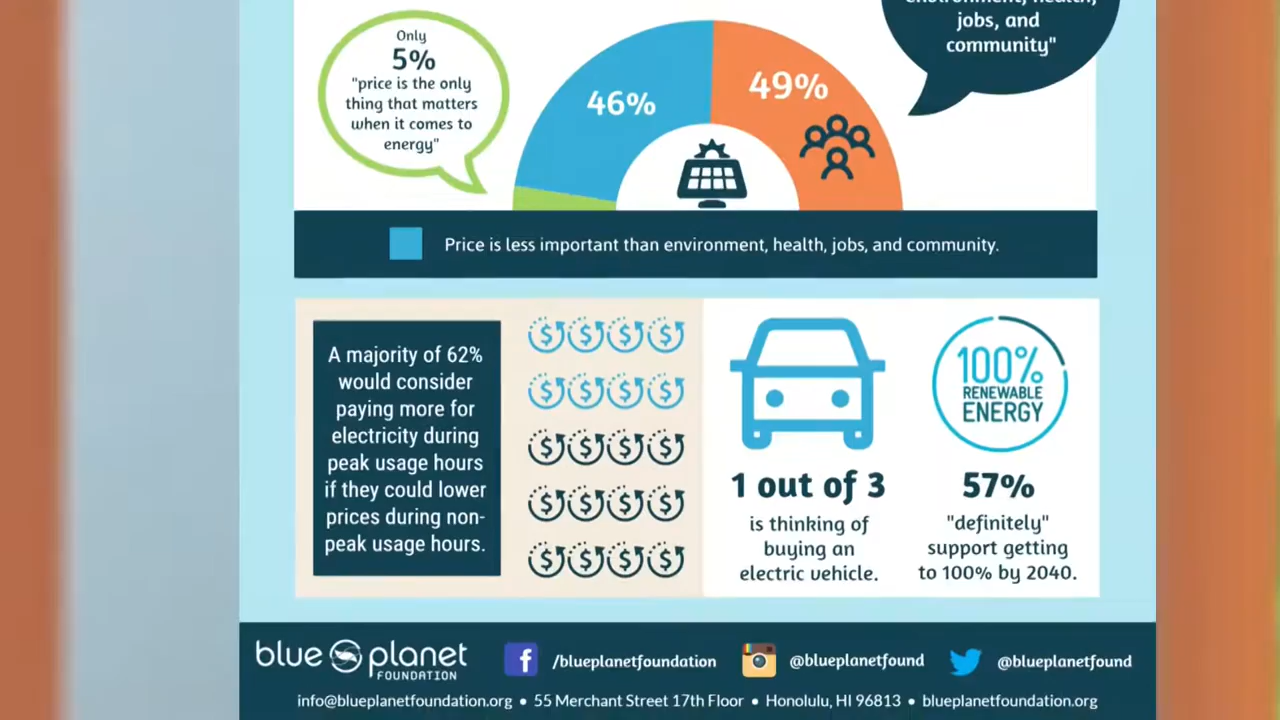 environment, health,
jobs, and
community"
Only
5%
"price is the only
thing that matters
when it comes to
energy"
46%
49%
Price is less important than environment, health, jobs, and community.
A majority of 62%
would consider
paying more for
electricity during
peak usage hours
if they could lower
prices during non-
peak usage hours.
$ $ $ $
$ $ $ $
$ $ $ $
$ $ $ $
$ $ $ $
1 out of 3
is thinking of
buying an
electric vehicle.
100%
RENEWABLE
ENERGY
57%
"definitely"
support getting
to 100% by 2040.
blue planet
FOUNDATION
f /blueplanetfoundation @blueplanetfound @blueplanetfound
info@blueplanetfoundation.org • 55 Merchant Street 17th Floor • Honolulu, HI 96813 • blueplanetfoundation.org